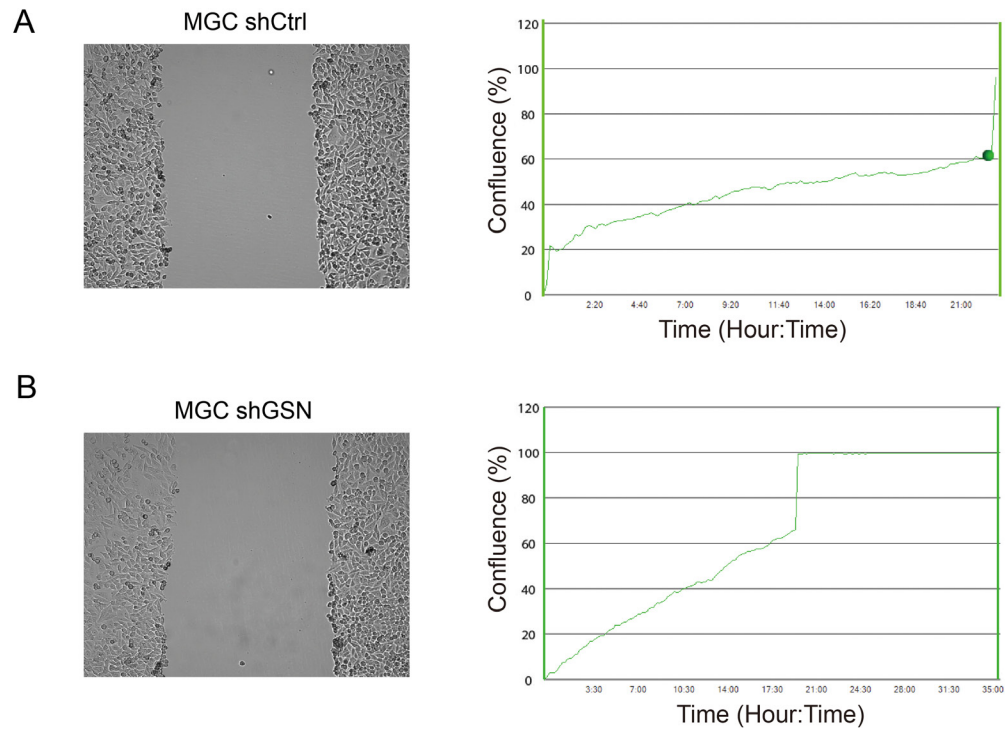 A
MGC shCtrl
Confluence (%)
120
100
80
60
40
20
0
2:20 4:40 7:00 9:20 11:40 14:00 16:20 18:40 21:00
Time (Hour:Time)
B
MGC shGSN
Confluence (%)
120
100
80
60
40
20
0
3:30 7:00 10:30 14:00 17:30 21:00 24:30 28:00 31:30 35:00
Time (Hour:Time)